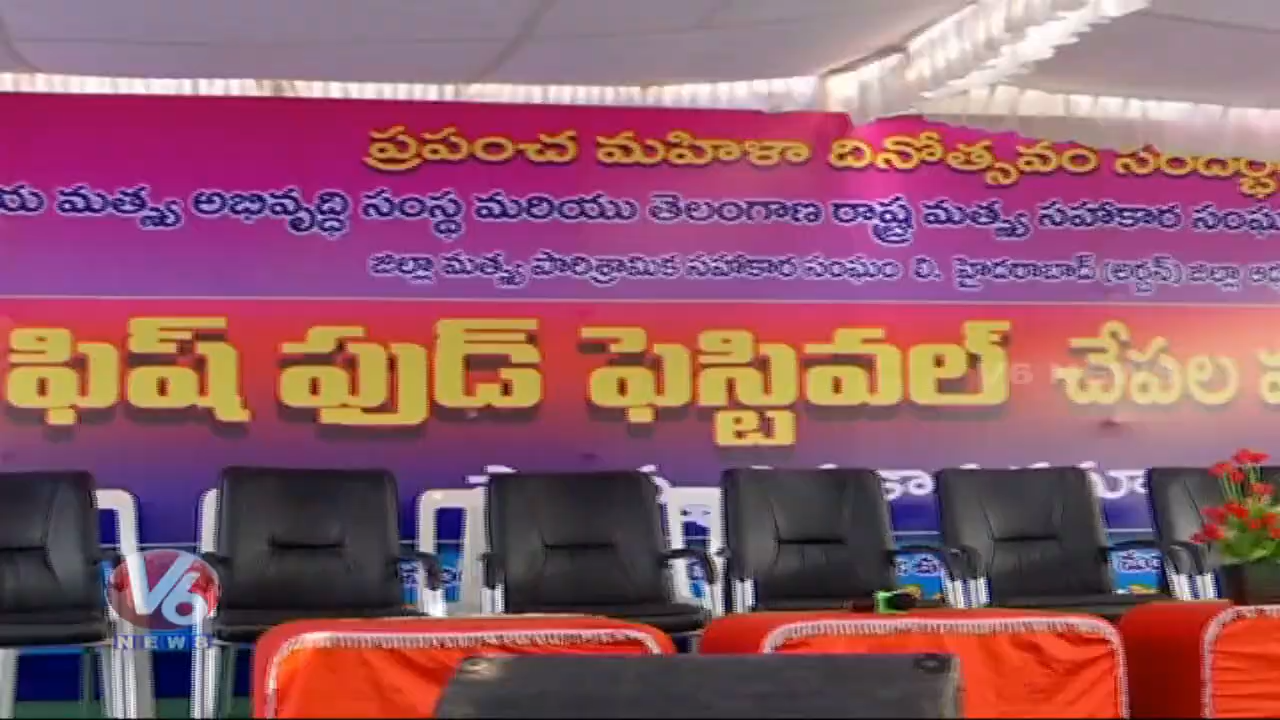 ప్రపంచ మహిళా దినోత్సవం
మత్స్య అభివృద్ధి సంస్థ మరియు తెలంగాణ రాష్ట్ర మత్స్య సహకార
జిల్లా మత్స్య పారిశ్రామిక సహకార సంఘం లి. హైదరాబాద్ (అర్బన్) జిల్లా
ఫిష్ ఫుడ్ ఫెస్టివల్ చేపల
V6
NEWS